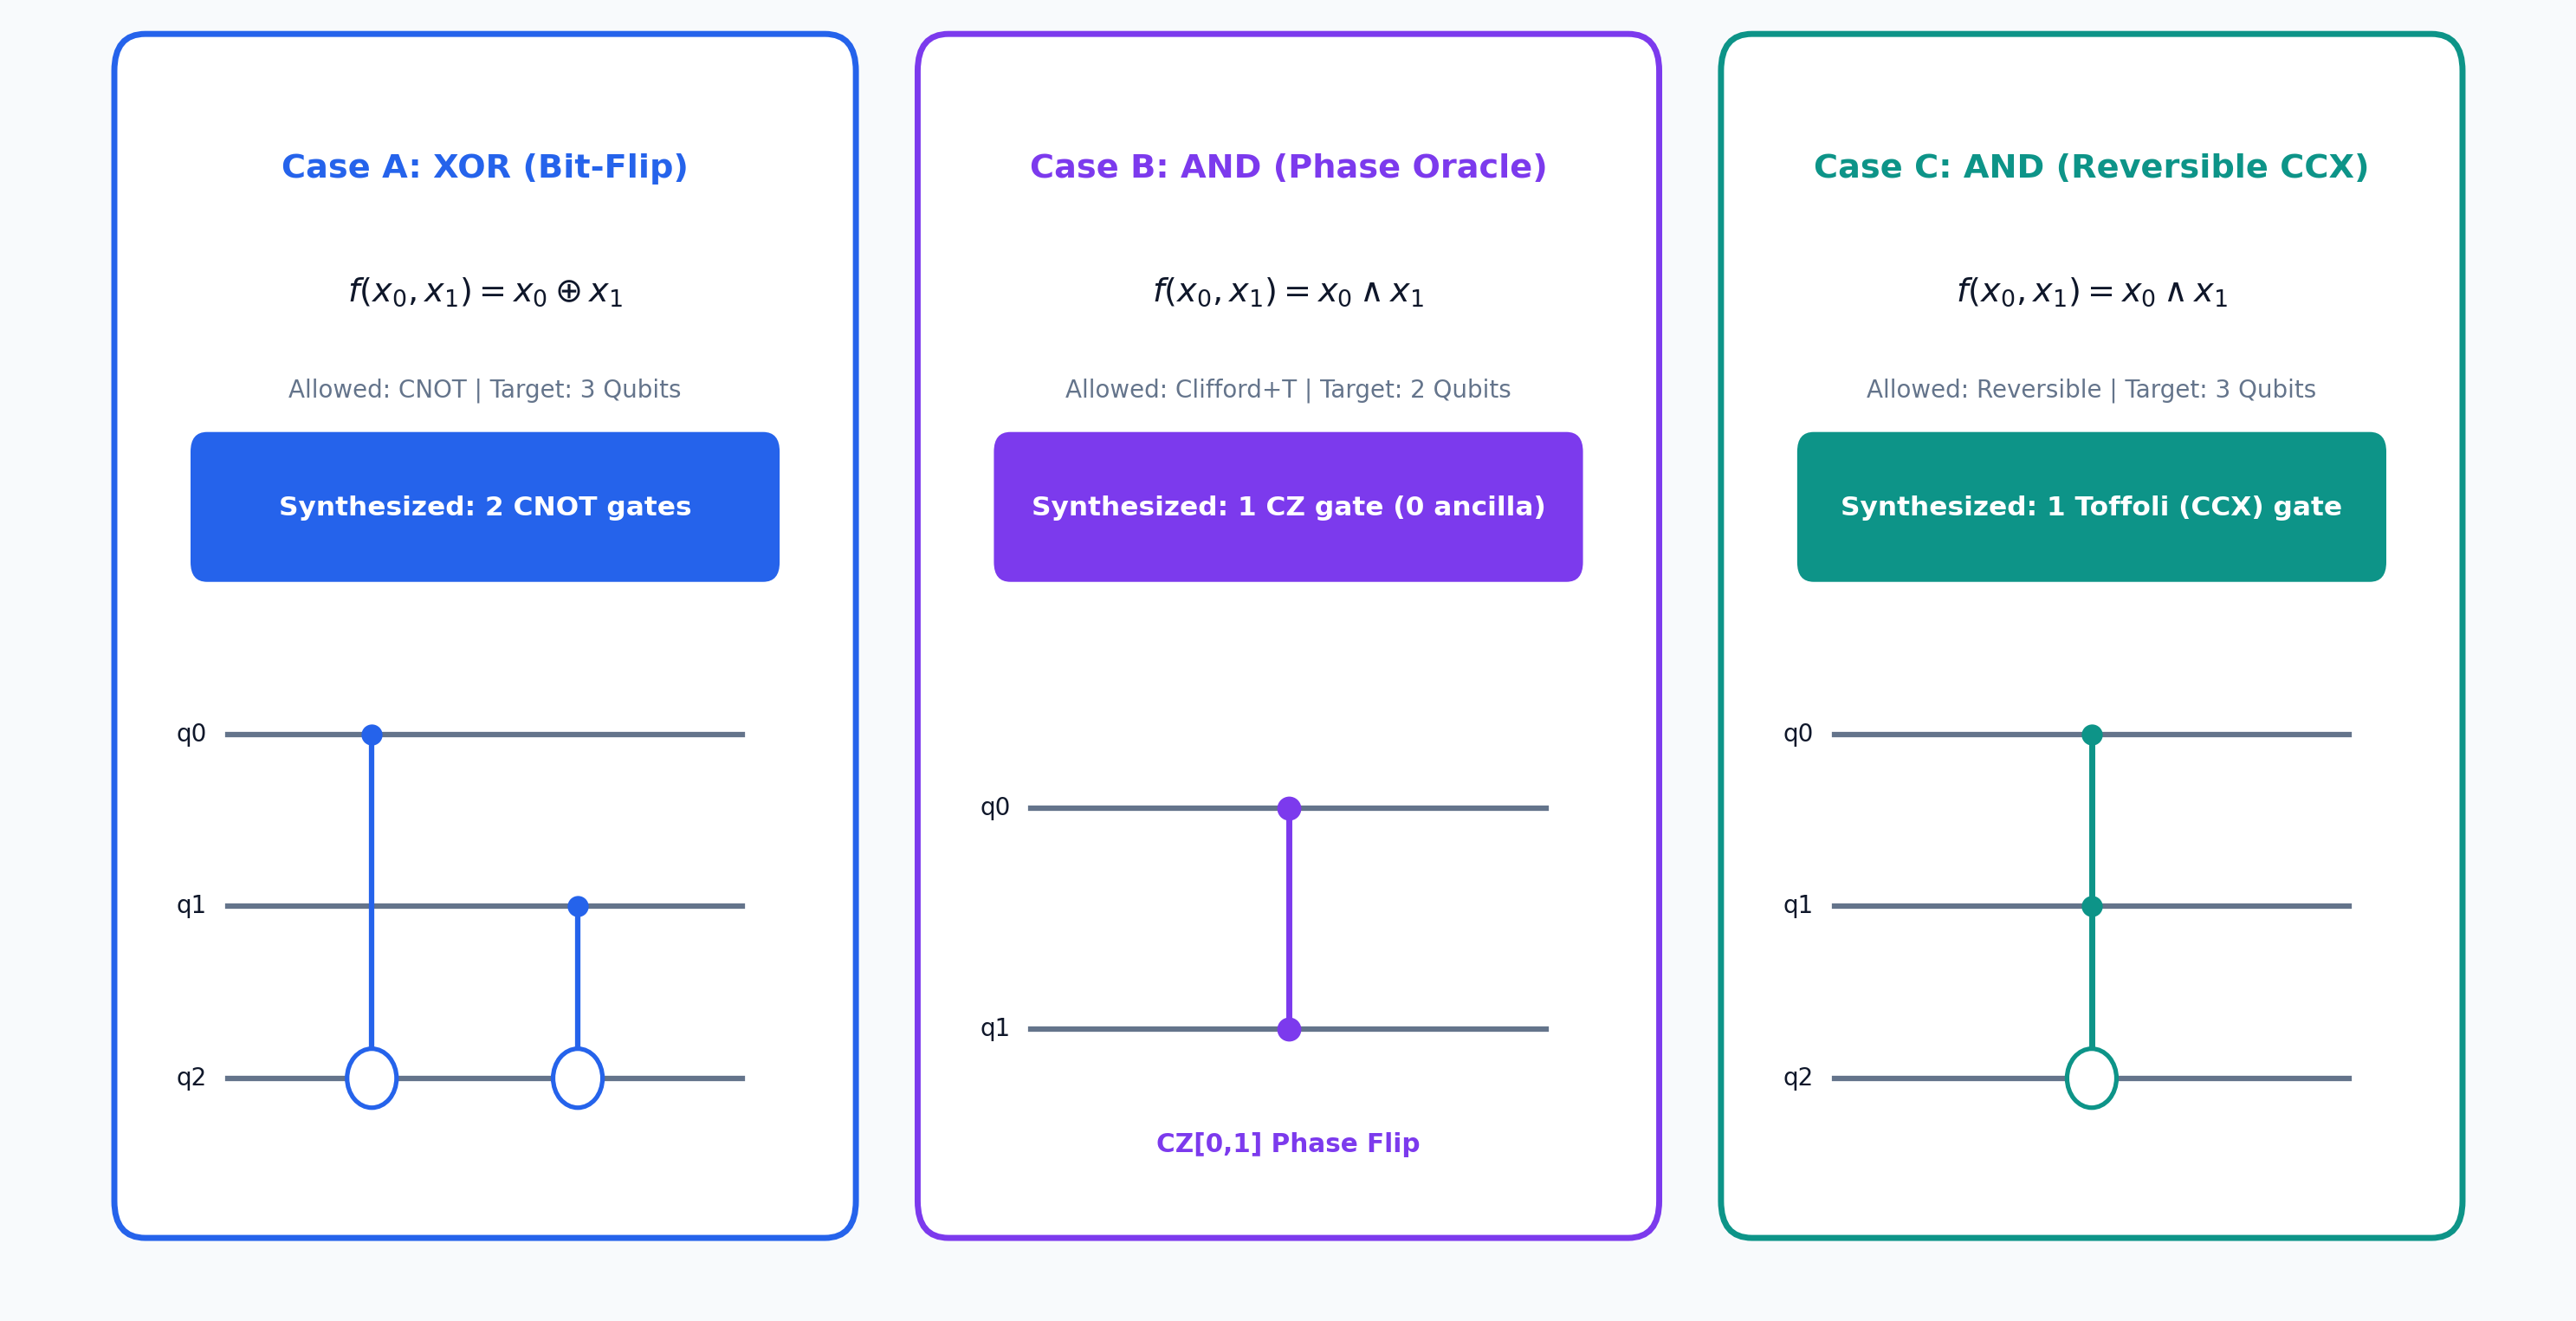 Case A: XOR (Bit-Flip)
f(x₀, x₁) = x₀ ⊕ x₁
Allowed: CNOT | Target: 3 Qubits
Synthesized: 2 CNOT gates
q0
q1
q2
Case B: AND (Phase Oracle)
f(x₀, x₁) = x₀ ∧ x₁
Allowed: Clifford+T | Target: 2 Qubits
Synthesized: 1 CZ gate (0 ancilla)
q0
q1
CZ[0,1] Phase Flip
Case C: AND (Reversible CCX)
f(x₀, x₁) = x₀ ∧ x₁
Allowed: Reversible | Target: 3 Qubits
Synthesized: 1 Toffoli (CCX) gate
q0
q1
q2